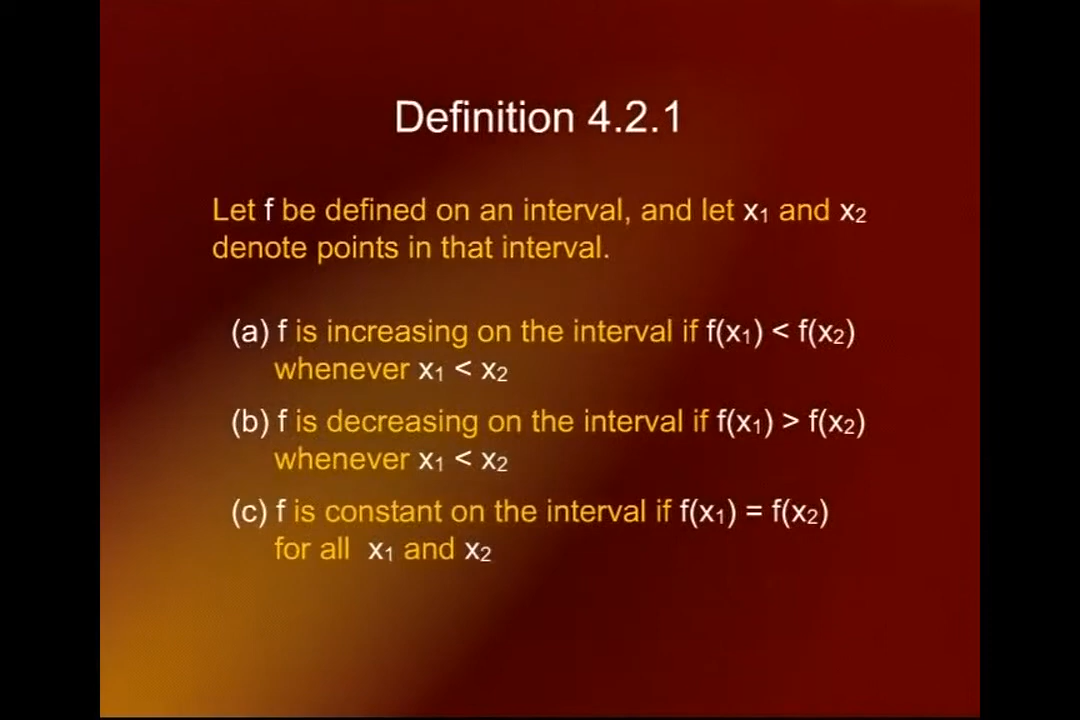 Definition 4.2.1
Let f be defined on an interval, and let x₁ and x₂
denote points in that interval.
(a) f is increasing on the interval if f(x₁) < f(x₂)
whenever x₁ < x₂
(b) f is decreasing on the interval if f(x₁) > f(x₂)
whenever x₁ < x₂
(c) f is constant on the interval if f(x₁) = f(x₂)
for all x₁ and x₂